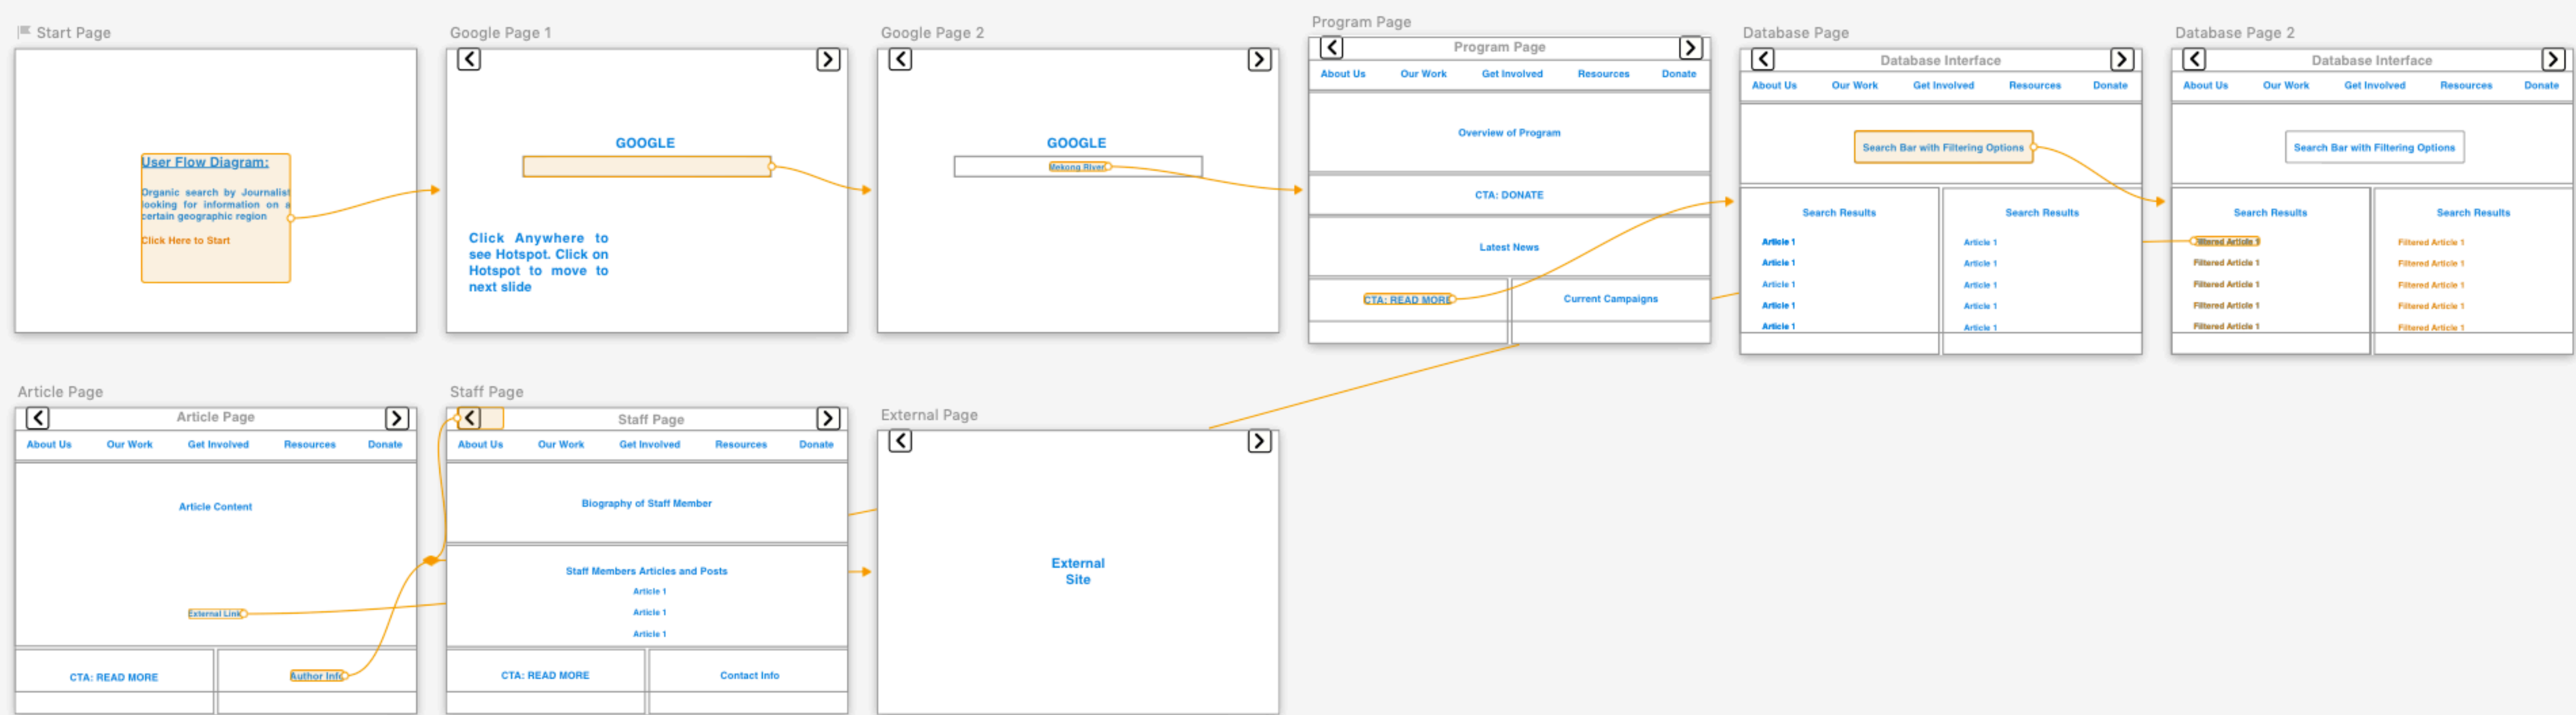 Start Page
User Flow Diagram:
Organic search by Journalist
looking for information on a
certain geographic region
Click Here to Start
Google Page 1
GOOGLE
Click Anywhere to
see Hotspot. Click on
Hotspot to move to
next slide
Google Page 2
GOOGLE
Mekong River
Program Page
Program Page
About Us Our Work Get Involved Resources Donate
Overview of Program
CTA: DONATE
Latest News
CTA: READ MORE Current Campaigns
Database Page
Database Interface
About Us Our Work Get Involved Resources Donate
Search Bar with Filtering Options
Search Results Search Results
Article 1 Article 1
Article 1 Article 1
Article 1 Article 1
Article 1 Article 1
Article 1 Article 1
Database Page 2
Database Interface
About Us Our Work Get Involved Resources Donate
Search Bar with Filtering Options
Search Results Search Results
Filtered Article 1 Filtered Article 1
Filtered Article 1 Filtered Article 1
Filtered Article 1 Filtered Article 1
Filtered Article 1 Filtered Article 1
Filtered Article 1 Filtered Article 1
Article Page
Article Page
About Us Our Work Get Involved Resources Donate
Article Content
External Link
CTA: READ MORE Author Info
Staff Page
Staff Page
About Us Our Work Get Involved Resources Donate
Biography of Staff Member
Staff Members Articles and Posts
Article 1
Article 1
Article 1
CTA: READ MORE Contact Info
External Page
External
Site